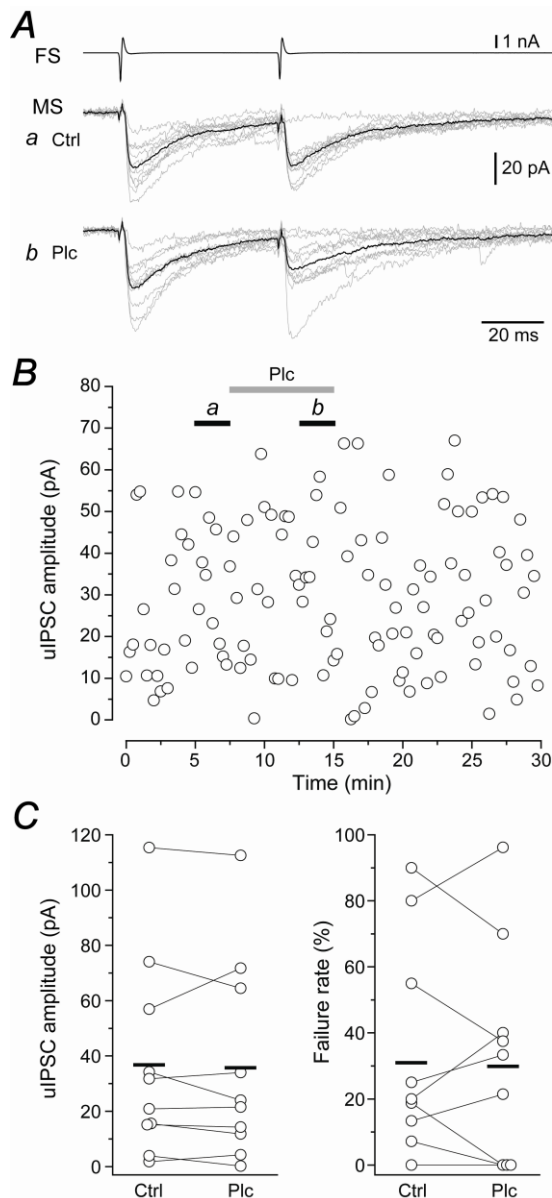 A
FS
1 nA
MS
a Ctrl
20 pA
b Plc
20 ms
B
Plc
a
b
80
70
60
50
40
30
20
10
0
uIPSC amplitude (pA)
0 5 10 15 20 25 30
Time (min)
C
120
100
80
60
40
20
0
uIPSC amplitude (pA)
Ctrl Plc
100
80
60
40
20
0
Failure rate (%)
Ctrl Plc